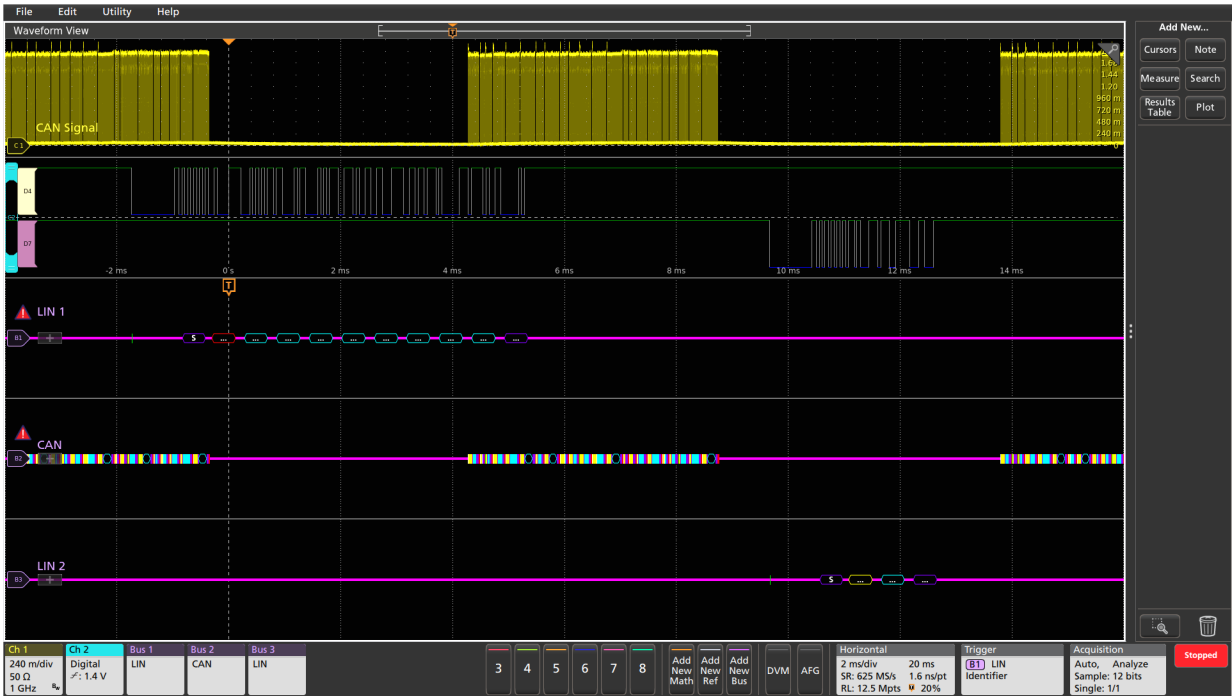 File Edit Utility Help
Waveform View
Add New...
Cursors Note
Measure Search
Results Table Plot
T
1.44
1.20
960 m
720 m
480 m
240 m
0
CAN Signal
C1
D4
D7
-2 ms 0 s 2 ms 4 ms 6 ms 8 ms 10 ms 12 ms 14 ms
T
LIN 1
B1 + S ... ... ... ... ... ... ... ... ... ...
CAN
B2 +
LIN 2
B3 + S ... ... ...
Ch 1
240 m/div
50 Ω
1 GHz Bw
Ch 2
Digital
: 1.4 V
Bus 1
LIN
Bus 2
CAN
Bus 3
LIN
3 4 5 6 7 8
Add New Math
Add New Ref
Add New Bus
DVM
AFG
Horizontal
2 ms/div 20 ms
SR: 625 MS/s 1.6 ns/pt
RL: 12.5 Mpts 20%
Trigger
B1 LIN
Identifier
Acquisition
Auto, Analyze
Sample: 12 bits
Single: 1/1
Stopped